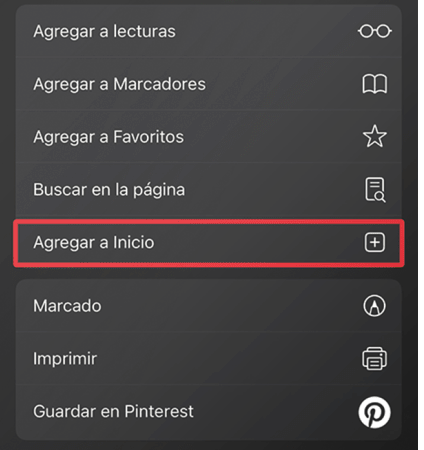 Agregar a lecturas
Agregar a Marcadores
Agregar a Favoritos
Buscar en la página
Agregar a Inicio
Marcado
Imprimir
Guardar en Pinterest